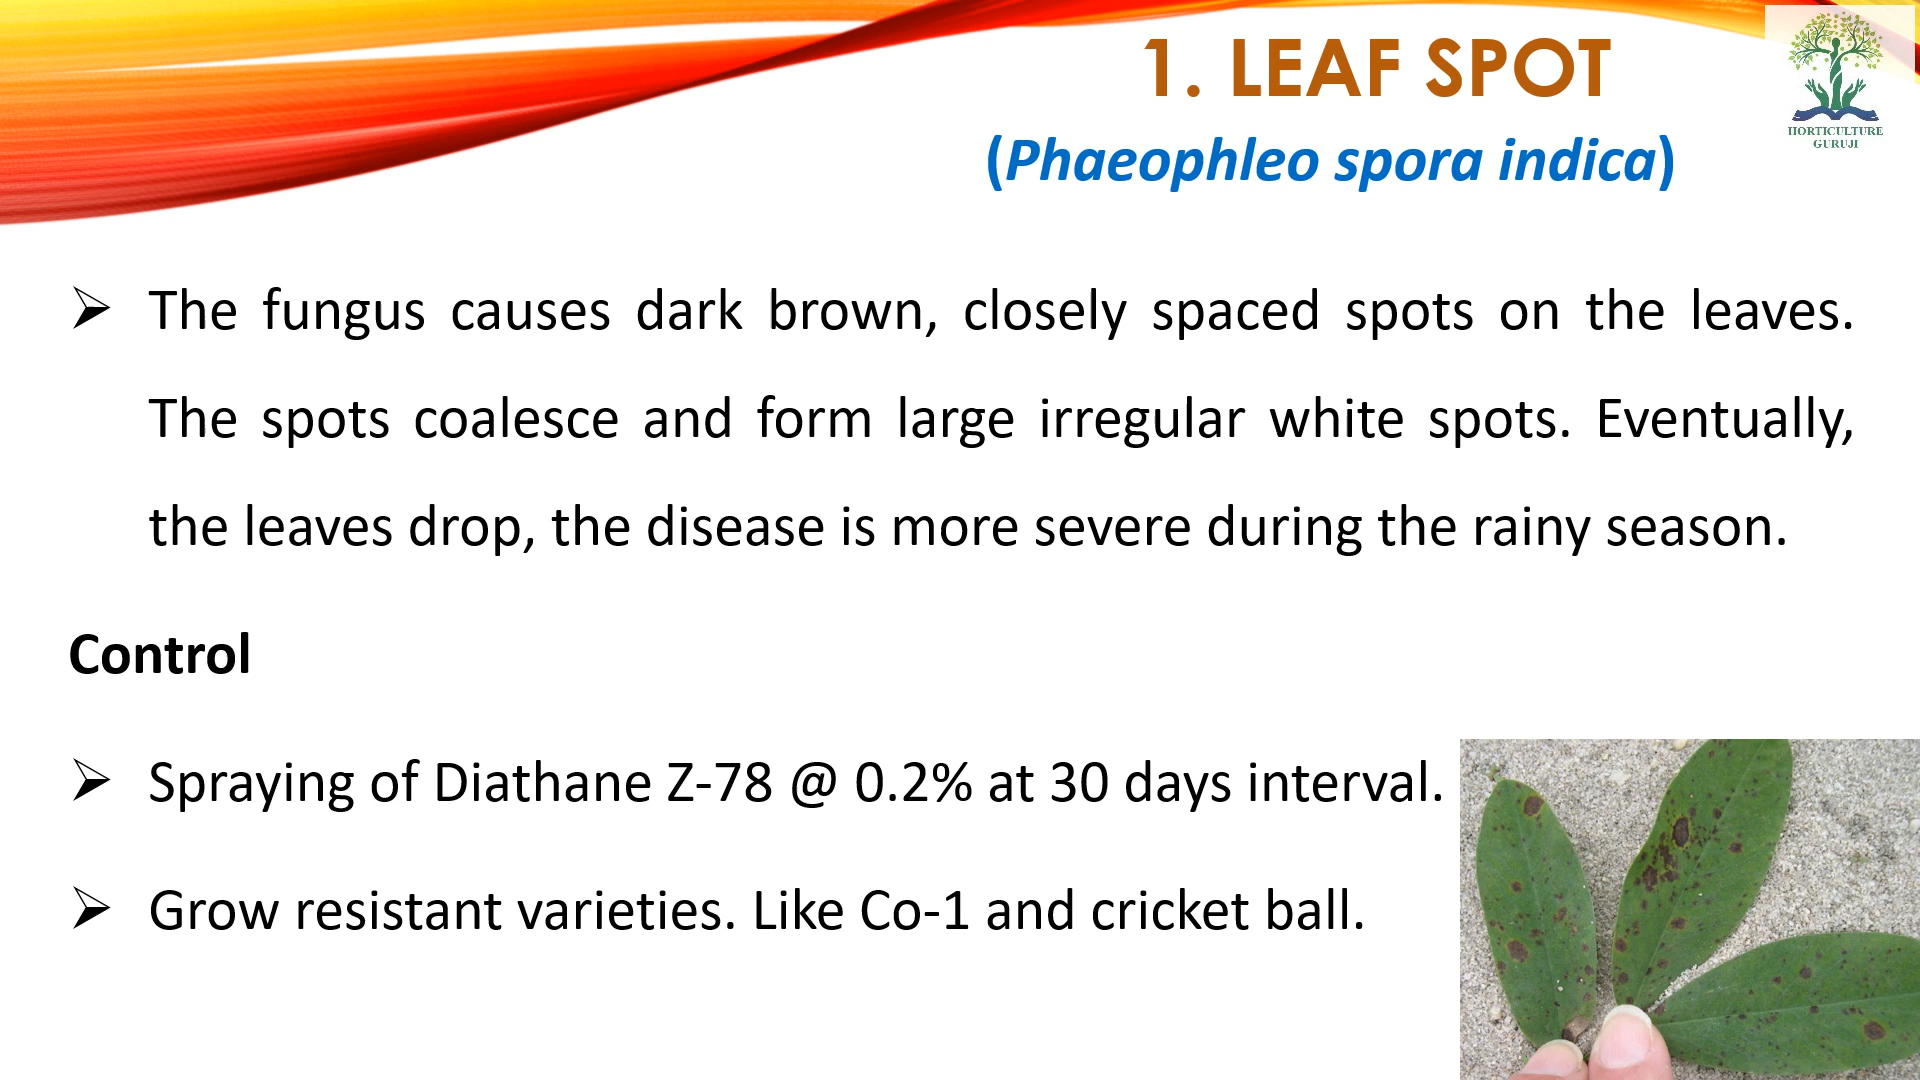 1. LEAF SPOT
(Phaeophleo spora indica)
HORTICULTURE
GURUJI
➢ The fungus causes dark brown, closely spaced spots on the leaves.
The spots coalesce and form large irregular white spots. Eventually,
the leaves drop, the disease is more severe during the rainy season.
Control
➢ Spraying of Diathane Z-78 @ 0.2% at 30 days interval.
➢ Grow resistant varieties. Like Co-1 and cricket ball.